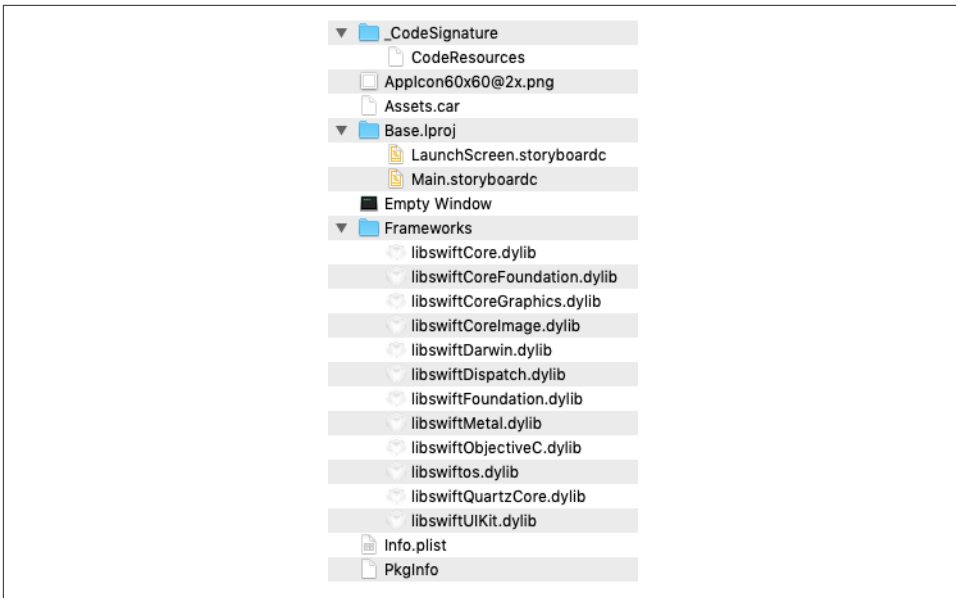 _CodeSignature
CodeResources
AppIcon60x60@2x.png
Assets.car
Base.lproj
LaunchScreen.storyboardc
Main.storyboardc
Empty Window
Frameworks
libswiftCore.dylib
libswiftCoreFoundation.dylib
libswiftCoreGraphics.dylib
libswiftCoreImage.dylib
libswiftDarwin.dylib
libswiftDispatch.dylib
libswiftFoundation.dylib
libswiftMetal.dylib
libswiftObjectiveC.dylib
libswiftos.dylib
libswiftQuartzCore.dylib
libswiftUIKit.dylib
Info.plist
PkgInfo